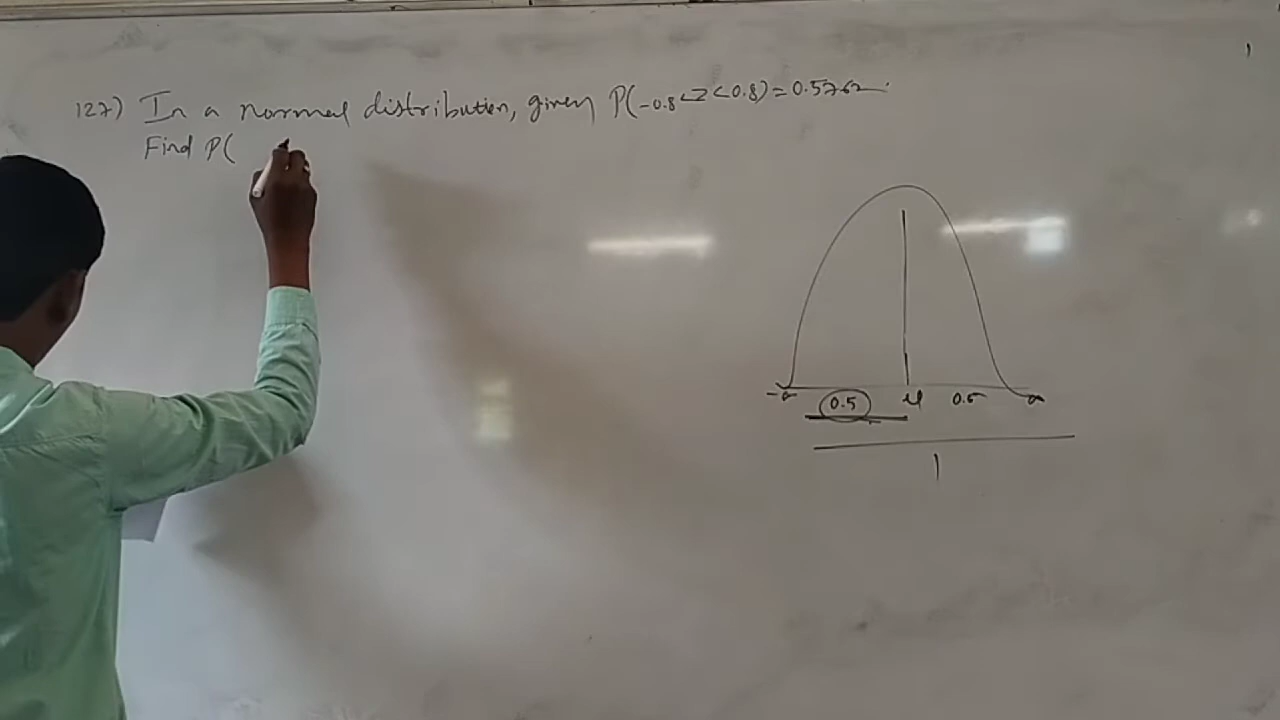 127) In a normal distribution, given P(-0.8<Z<0.8)=0.5762.
Find P(
0.5 μ 0.5
1